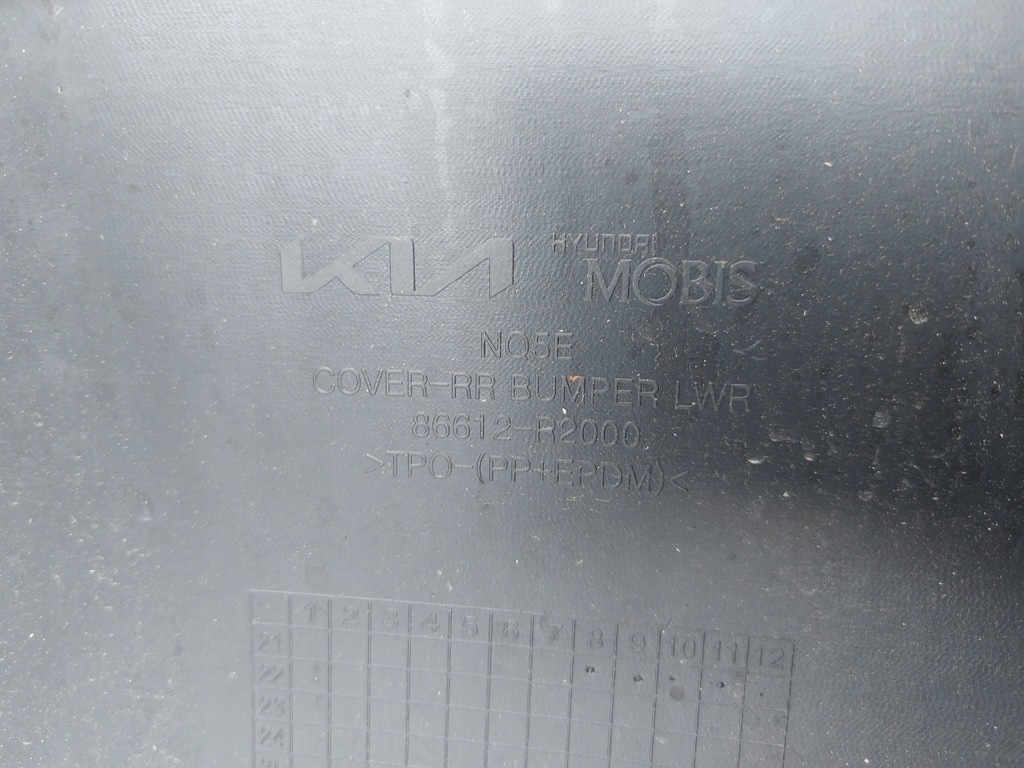 KIA HYUNDAI
MOBIS
NQ5E
COVER-RR BUMPER LWR
86612-R2000
>TPO-(PP+EPDM)<
1 2 3 4 5 6 7 8 9 10 11 12
21
22
23
24